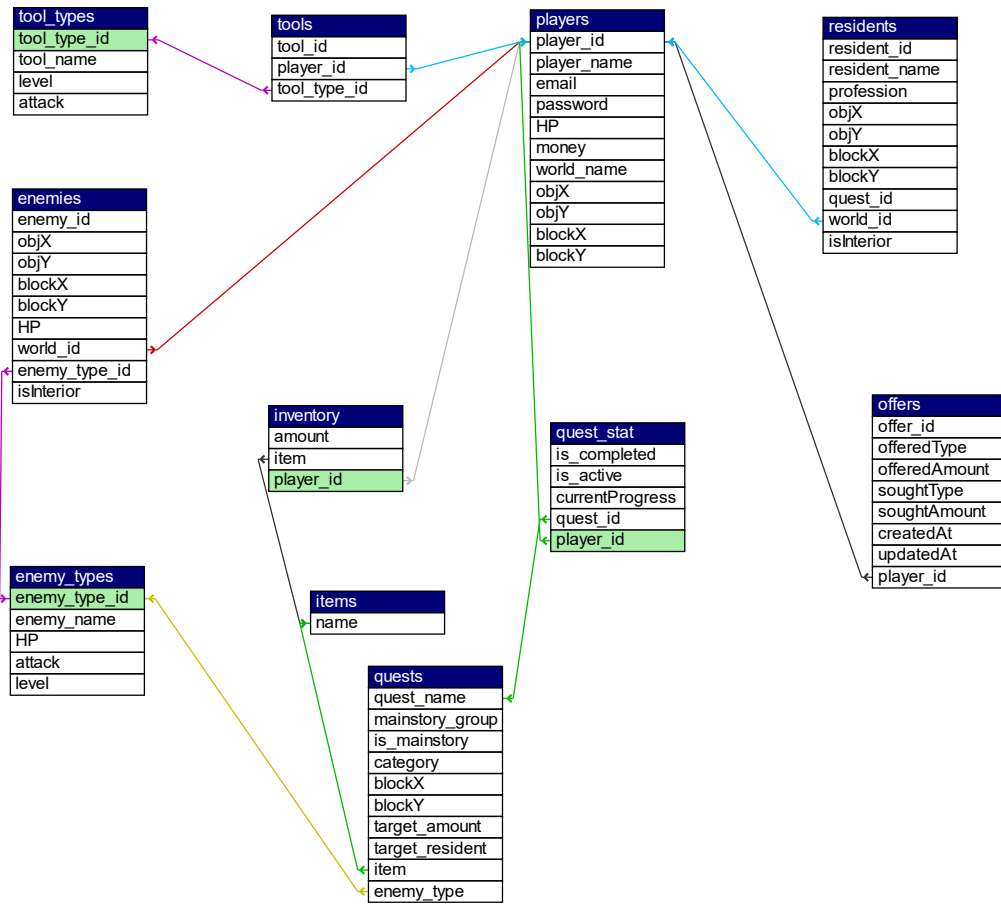 tool_types
tool_type_id
tool_name
level
attack
tools
tool_id
player_id
tool_type_id
players
player_id
player_name
email
password
HP
money
world_name
objX
objY
blockX
blockY
residents
resident_id
resident_name
profession
objX
objY
blockX
blockY
quest_id
world_id
isInterior
enemies
enemy_id
objX
objY
blockX
blockY
HP
world_id
enemy_type_id
isInterior
inventory
amount
item
player_id
quest_stat
is_completed
is_active
currentProgress
quest_id
player_id
offers
offer_id
offeredType
offeredAmount
soughtType
soughtAmount
createdAt
updatedAt
player_id
enemy_types
enemy_type_id
enemy_name
HP
attack
level
items
name
quests
quest_name
mainstory_group
is_mainstory
category
blockX
blockY
target_amount
target_resident
item
enemy_type